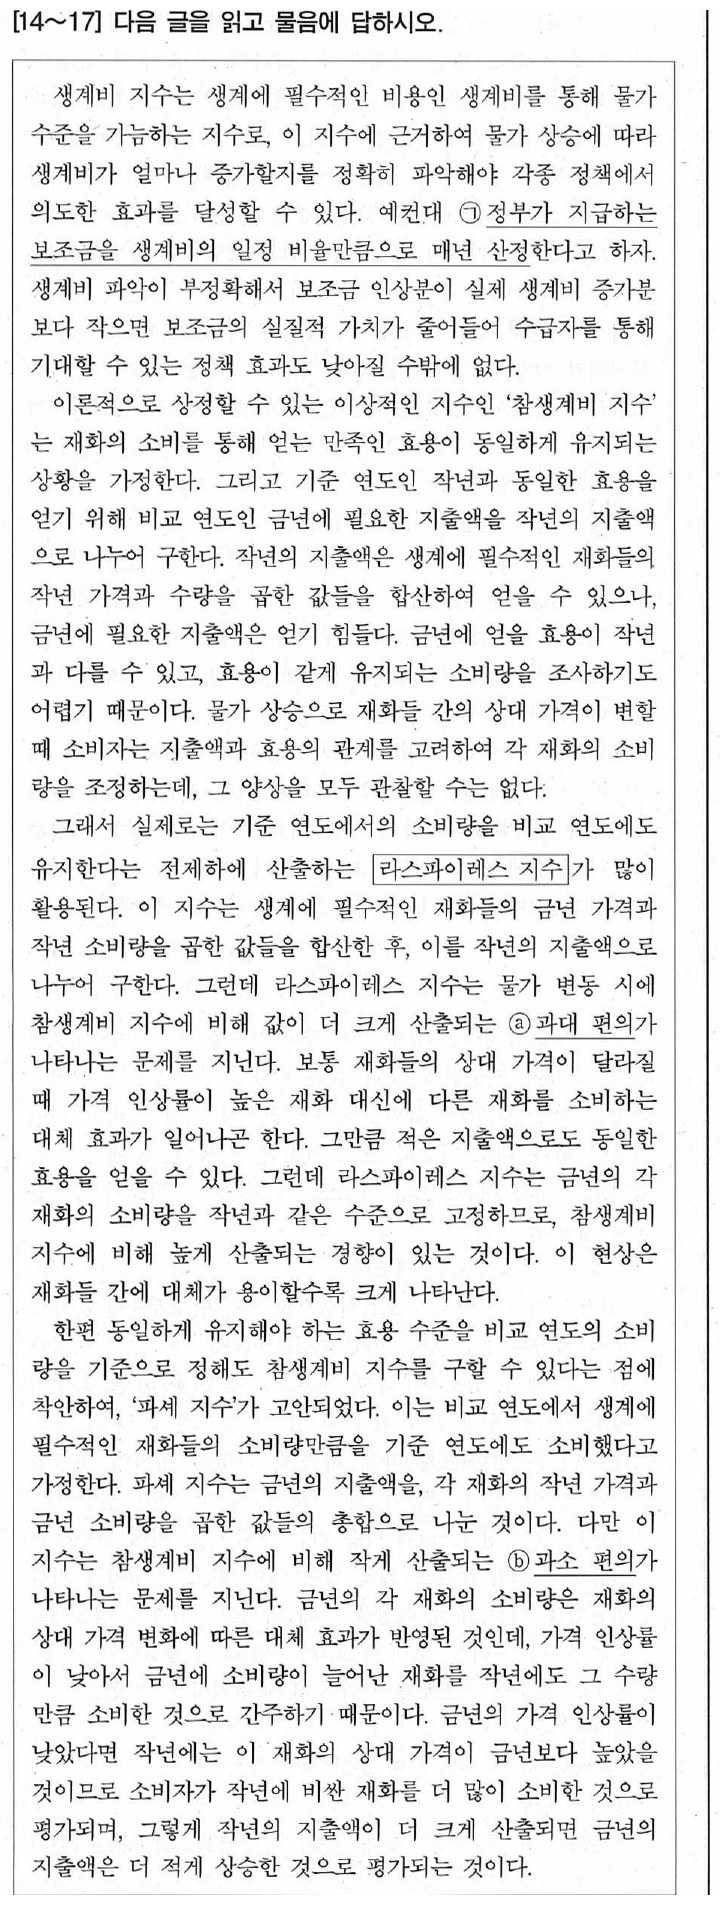 [14~17] 다음 글을 읽고 물음에 답하시오.
생계비 지수는 생계에 필수적인 비용인 생계비를 통해 물가
수준을 가늠하는 지수로, 이 지수에 근거하여 물가 상승에 따라
생계비가 얼마나 증가할지를 정확히 파악해야 각종 정책에서
의도한 효과를 달성할 수 있다. 예컨대 ㉠정부가 지급하는
보조금을 생계비의 일정 비율만큼으로 매년 산정한다고 하자.
생계비 파악이 부정확해서 보조금 인상분이 실제 생계비 증가분
보다 작으면 보조금의 실질적 가치가 줄어들어 수급자를 통해
기대할 수 있는 정책 효과도 낮아질 수밖에 없다.
이론적으로 상정할 수 있는 이상적인 지수인 ‘참생계비 지수’
는 재화의 소비를 통해 얻는 만족인 효용이 동일하게 유지되는
상황을 가정한다. 그리고 기준 연도인 작년과 동일한 효용을
얻기 위해 비교 연도인 금년에 필요한 지출액을 작년의 지출액
으로 나누어 구한다. 작년의 지출액은 생계에 필수적인 재화들의
작년 가격과 수량을 곱한 값들을 합산하여 얻을 수 있으나,
금년에 필요한 지출액은 얻기 힘들다. 금년에 얻을 효용이 작년
과 다를 수 있고, 효용이 같게 유지되는 소비량을 조사하기도
어렵기 때문이다. 물가 상승으로 재화들 간의 상대 가격이 변할
때 소비자는 지출액과 효용의 관계를 고려하여 각 재화의 소비
량을 조정하는데, 그 양상을 모두 관찰할 수는 없다.
그래서 실제로는 기준 연도에서의 소비량을 비교 연도에도
유지한다는 전제하에 산출하는 라스파이레스 지수가 많이
활용된다. 이 지수는 생계에 필수적인 재화들의 금년 가격과
작년 소비량을 곱한 값들을 합산한 후, 이를 작년의 지출액으로
나누어 구한다. 그런데 라스파이레스 지수는 물가 변동 시에
참생계비 지수에 비해 값이 더 크게 산출되는 ⓐ과대 편의가
나타나는 문제를 지닌다. 보통 재화들의 상대 가격이 달라질
때 가격 인상률이 높은 재화 대신에 다른 재화를 소비하는
대체 효과가 일어나곤 한다. 그만큼 적은 지출액으로도 동일한
효용을 얻을 수 있다. 그런데 라스파이레스 지수는 금년의 각
재화의 소비량을 작년과 같은 수준으로 고정하므로, 참생계비
지수에 비해 높게 산출되는 경향이 있는 것이다. 이 현상은
재화들 간에 대체가 용이할수록 크게 나타난다.
한편 동일하게 유지해야 하는 효용 수준을 비교 연도의 소비
량을 기준으로 정해도 참생계비 지수를 구할 수 있다는 점에
착안하여, ‘파셰 지수’가 고안되었다. 이는 비교 연도에서 생계에
필수적인 재화들의 소비량만큼을 기준 연도에도 소비했다고
가정한다. 파셰 지수는 금년의 지출액을, 각 재화의 작년 가격과
금년 소비량을 곱한 값들의 총합으로 나눈 것이다. 다만 이
지수는 참생계비 지수에 비해 작게 산출되는 ⓑ과소 편의가
나타나는 문제를 지닌다. 금년의 각 재화의 소비량은 재화의
상대 가격 변화에 따른 대체 효과가 반영된 것인데, 가격 인상률
이 낮아서 금년에 소비량이 늘어난 재화를 작년에도 그 수량
만큼 소비한 것으로 간주하기 때문이다. 금년의 가격 인상률이
낮았다면 작년에는 이 재화의 상대 가격이 금년보다 높았을
것이므로 소비자가 작년에 비싼 재화를 더 많이 소비한 것으로
평가되며, 그렇게 작년의 지출액이 더 크게 산출되면 금년의
지출액은 더 적게 상승한 것으로 평가되는 것이다.